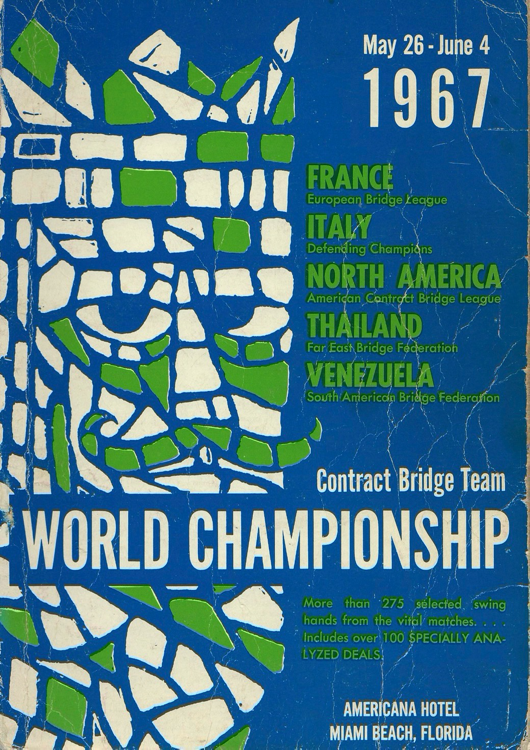 May 26 - June 4
1967
FRANCE
European Bridge League
ITALY
Defending Champions
NORTH AMERICA
American Contract Bridge League
THAILAND
Far East Bridge Federation
VENEZUELA
South American Bridge Federation
Contract Bridge Team
WORLD CHAMPIONSHIP
More than 275 selected swing
hands from the vital matches. . . .
Includes over 100 SPECIALLY ANA-
LYZED DEALS.
AMERICANA HOTEL
MIAMI BEACH, FLORIDA